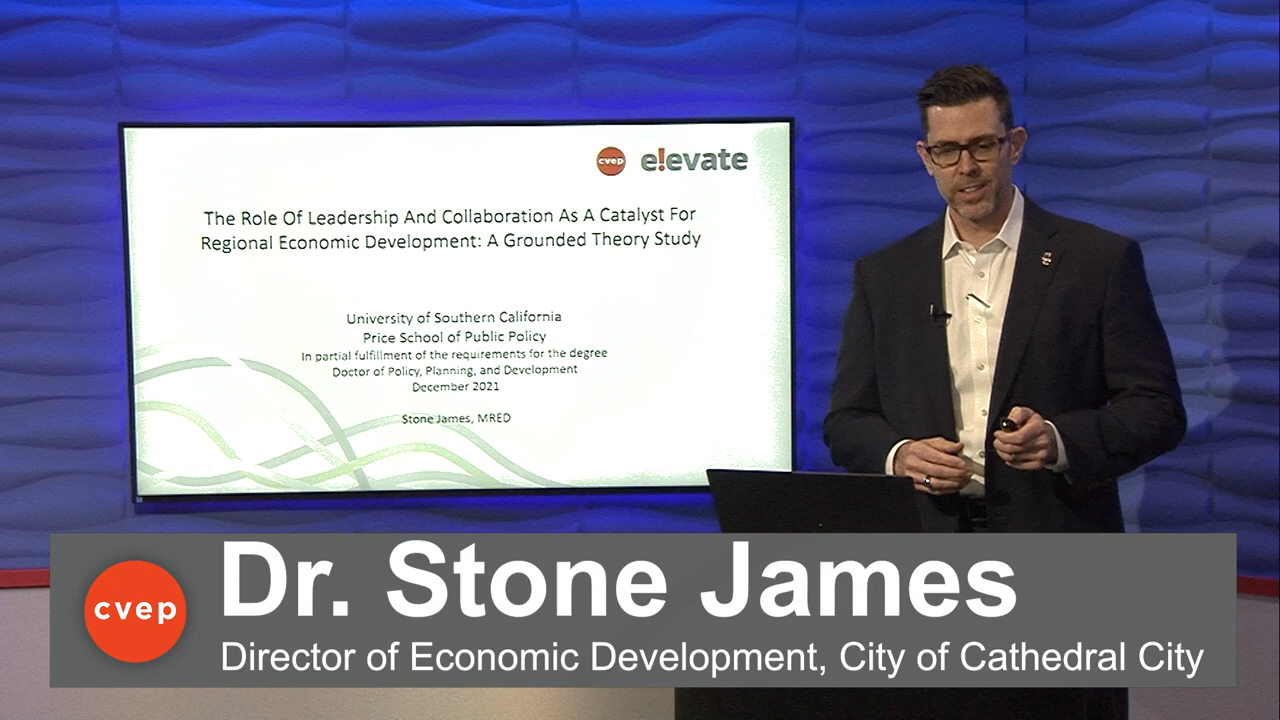 cvep e!evate
The Role Of Leadership And Collaboration As A Catalyst For
Regional Economic Development: A Grounded Theory Study
University of Southern California
Price School of Public Policy
In partial fulfillment of the requirements for the degree
Doctor of Policy, Planning, and Development
December 2021
Stone James, MRED
cvep
Dr. Stone James
Director of Economic Development, City of Cathedral City